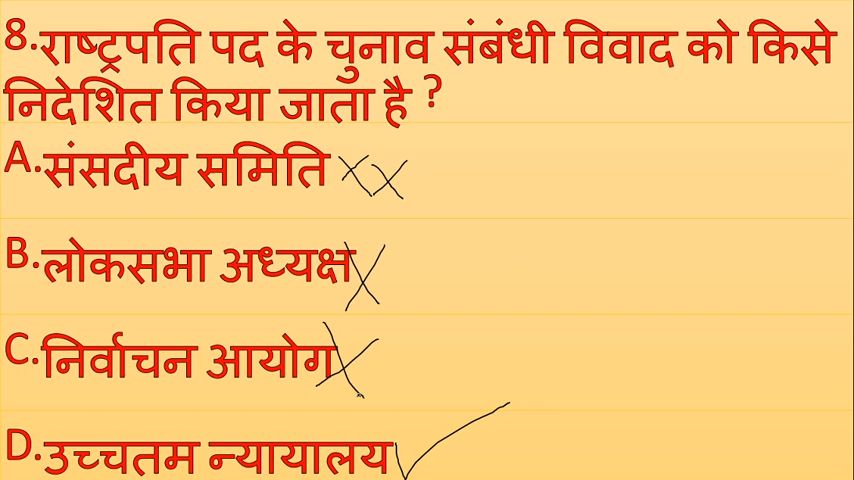 8.राष्ट्रपति पद के चुनाव संबंधी विवाद को किसे
निदेशित किया जाता है ?
A.संसदीय समिति
B.लोकसभा अध्यक्ष
C.निर्वाचन आयोग
D.उच्चतम न्यायालय